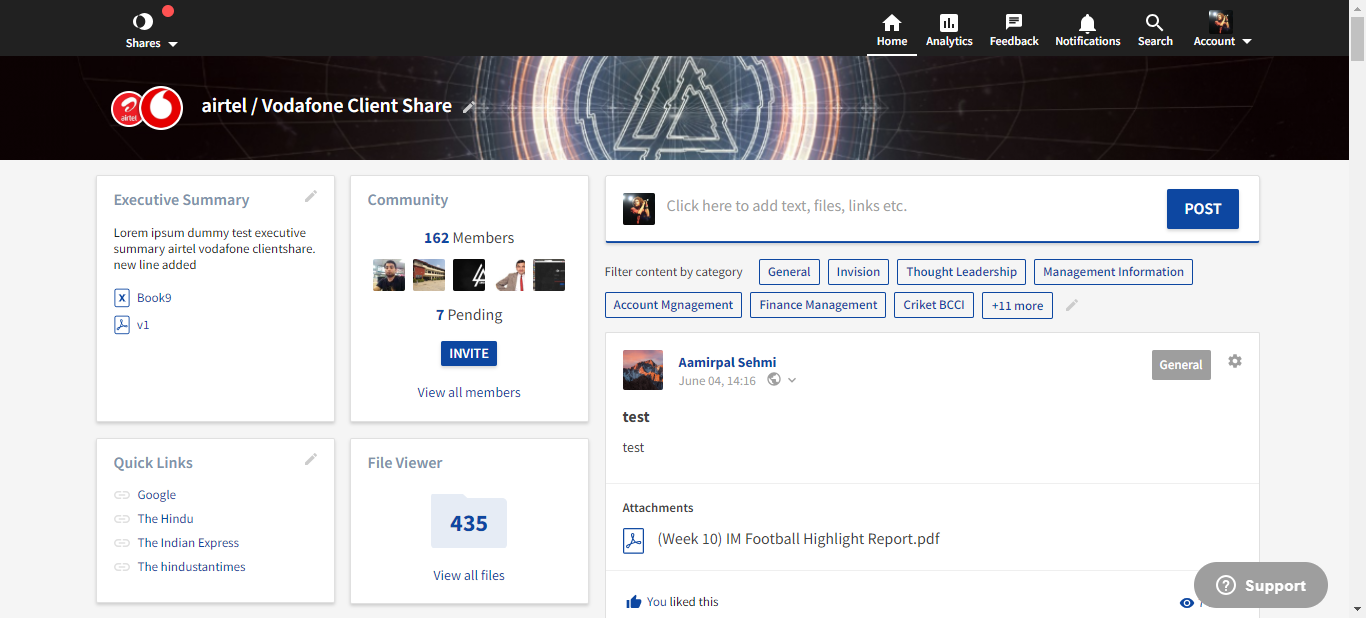 Shares
Home
Analytics
Feedback
Notifications
Search
Account
airtel
airtel / Vodafone Client Share
Executive Summary
Lorem ipsum dummy test executive
summary airtel vodafone clientshare.
new line added
Book9
v1
Community
162 Members
7 Pending
INVITE
View all members
Quick Links
Google
The Hindu
The Indian Express
The hindustantimes
File Viewer
435
View all files
Click here to add text, files, links etc.
POST
Filter content by category
General
Invision
Thought Leadership
Management Information
Account Mgnagement
Finance Management
Criket BCCI
+11 more
Aamirpal Sehmi
June 04, 14:16
General
test
test
Attachments
(Week 10) IM Football Highlight Report.pdf
You liked this
Support